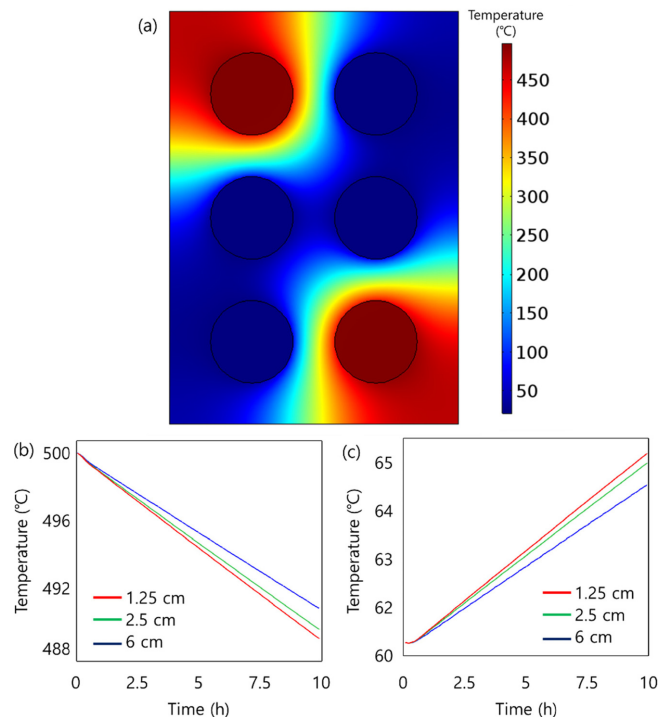 (a)
Temperature
(℃)
450
400
350
300
250
200
150
100
50
(b)
Temperature (℃)
500
496
492
488
1.25 cm
2.5 cm
6 cm
0
2.5
5
7.5
10
Time (h)
(c)
Temperature (℃)
65
64
63
62
60
1.25 cm
2.5 cm
6 cm
0
2.5
5
7.5
10
Time (h)